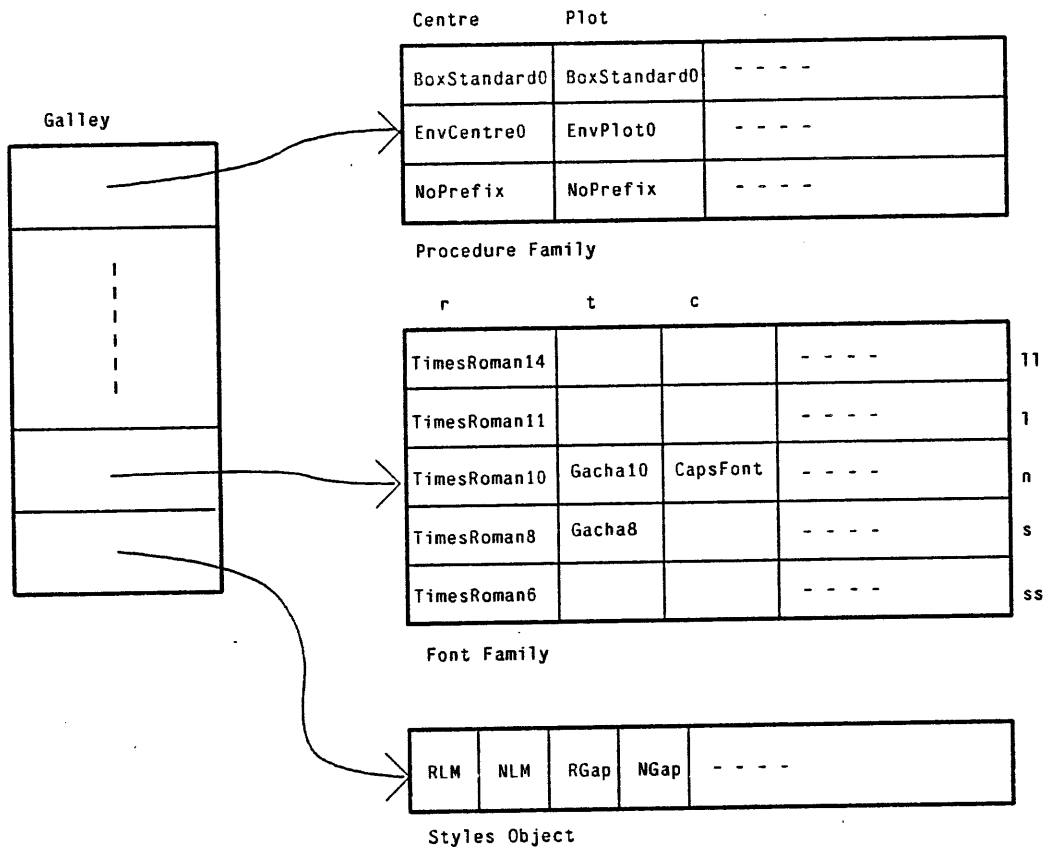 Centre Plot
BoxStandard0 BoxStandard0 - - - -
Galley
EnvCentre0 EnvPlot0 - - - -
NoPrefix NoPrefix - - - -
Procedure Family
r t c
TimesRoman14 - - - - ll
TimesRoman11 - - - - l
TimesRoman10 Gacha10 CapsFont - - - - n
TimesRoman8 Gacha8 - - - - s
TimesRoman6 - - - - ss
Font Family
RLM NLM RGap NGap - - - -
Styles Object